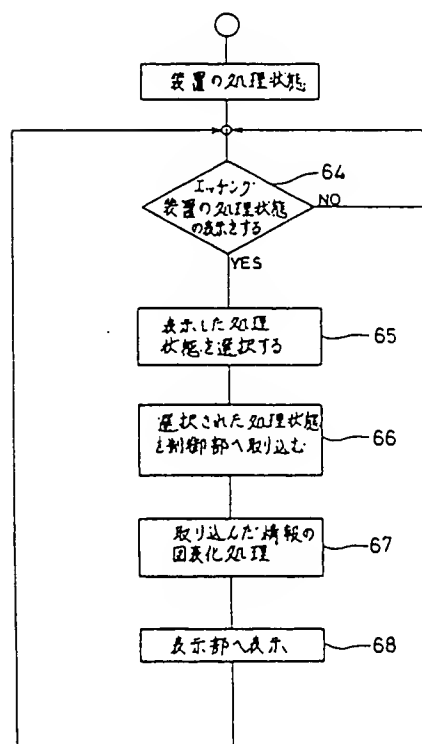 装置の処理状態
64
エッチング
装置の処理状態
の表示をする
NO
YES
表示した処理
状態を選択する
65
選択された処理状態
を制御部へ取り込む
66
取り込んだ情報の
図表化処理
67
表示部へ表示
68